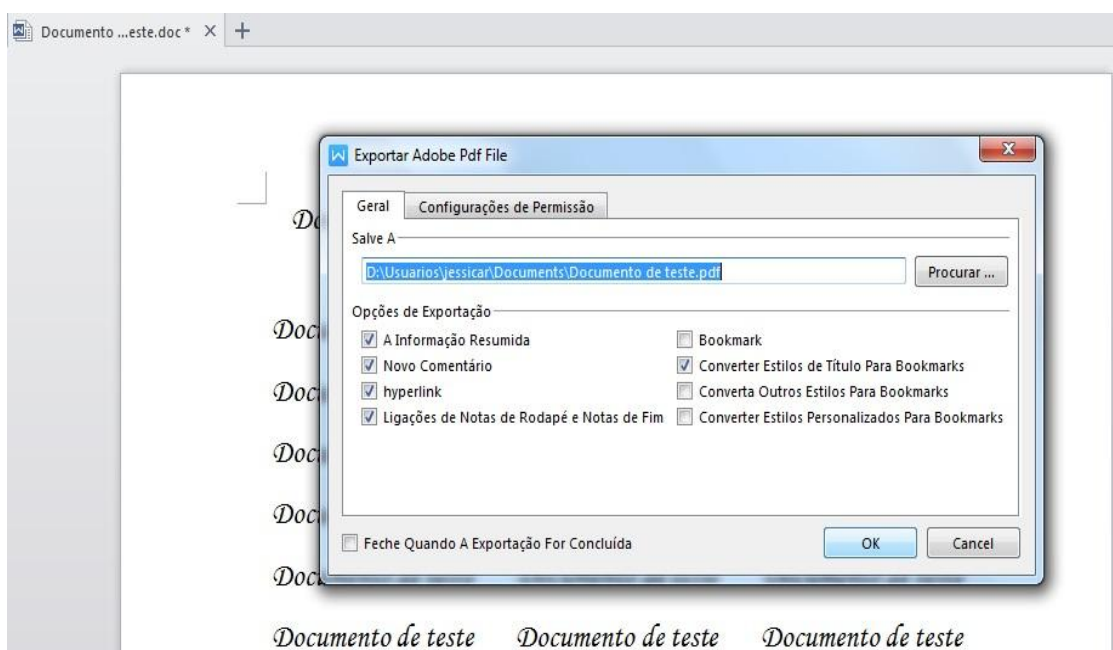 Documento ...este.doc *
Exportar Adobe Pdf File
Geral Configurações de Permissão
Salve A
D:\Usuarios\jessicar\Documents\Documento de teste.pdf Procurar ...
Opções de Exportação
A Informação Resumida Bookmark
Novo Comentário Converter Estilos de Título Para Bookmarks
hyperlink Converta Outros Estilos Para Bookmarks
Ligações de Notas de Rodapé e Notas de Fim Converter Estilos Personalizados Para Bookmarks
Feche Quando A Exportação For Concluída OK Cancel
Documento de teste Documento de teste Documento de teste